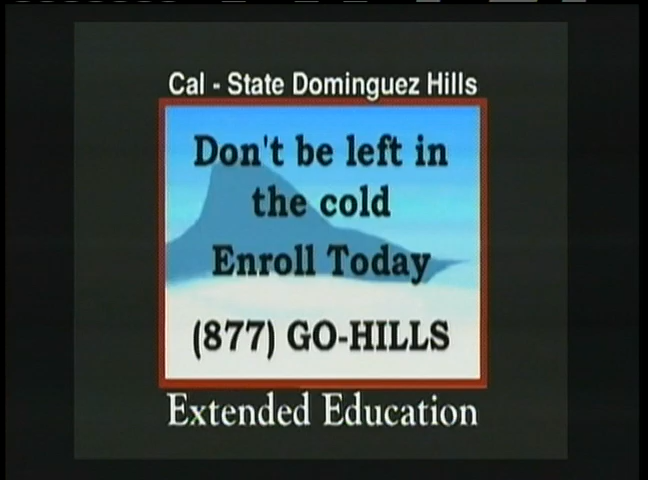 Cal - State Dominguez Hills
Don't be left in
the cold
Enroll Today
(877) GO-HILLS
Extended Education